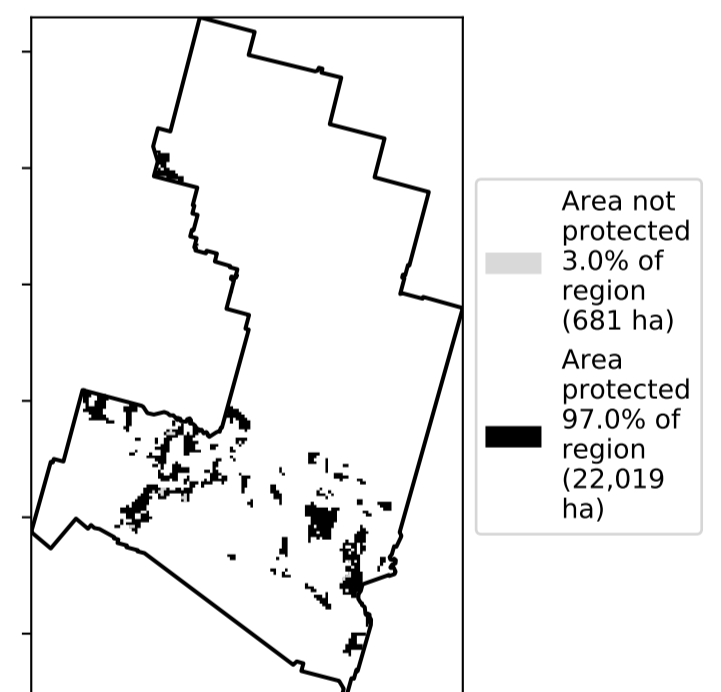 Area not
protected
3.0% of
region
(681 ha)
Area
protected
97.0% of
region
(22,019
ha)